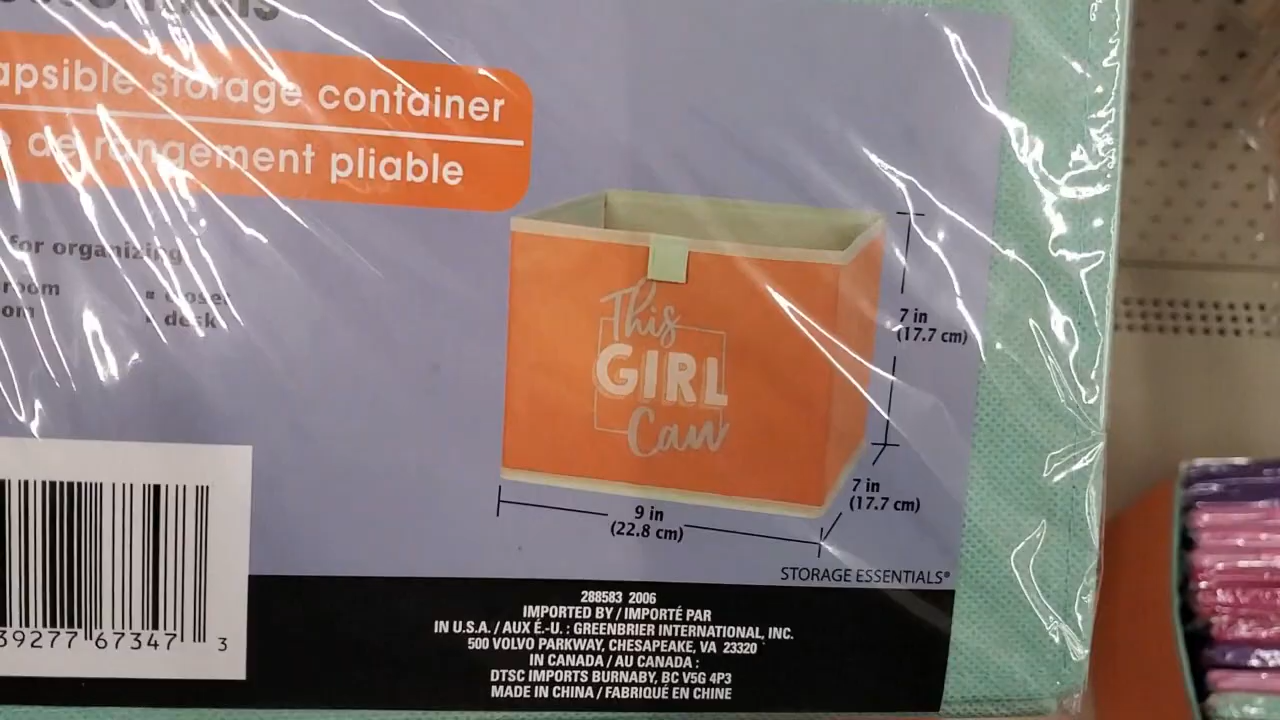 apsible storage container
de rangement pliable
for organizing
room
closet
om
desk
This
GIRL
Can
7 in
(17.7 cm)
7 in
(17.7 cm)
9 in
(22.8 cm)
STORAGE ESSENTIALS®
288583 2006
IMPORTED BY / IMPORTÉ PAR
IN U.S.A. / AUX É.-U. : GREENBRIER INTERNATIONAL, INC.
500 VOLVO PARKWAY, CHESAPEAKE, VA 23320
IN CANADA / AU CANADA :
DTSC IMPORTS BURNABY, BC V5G 4P3
MADE IN CHINA / FABRIQUÉ EN CHINE
39277 67347 3